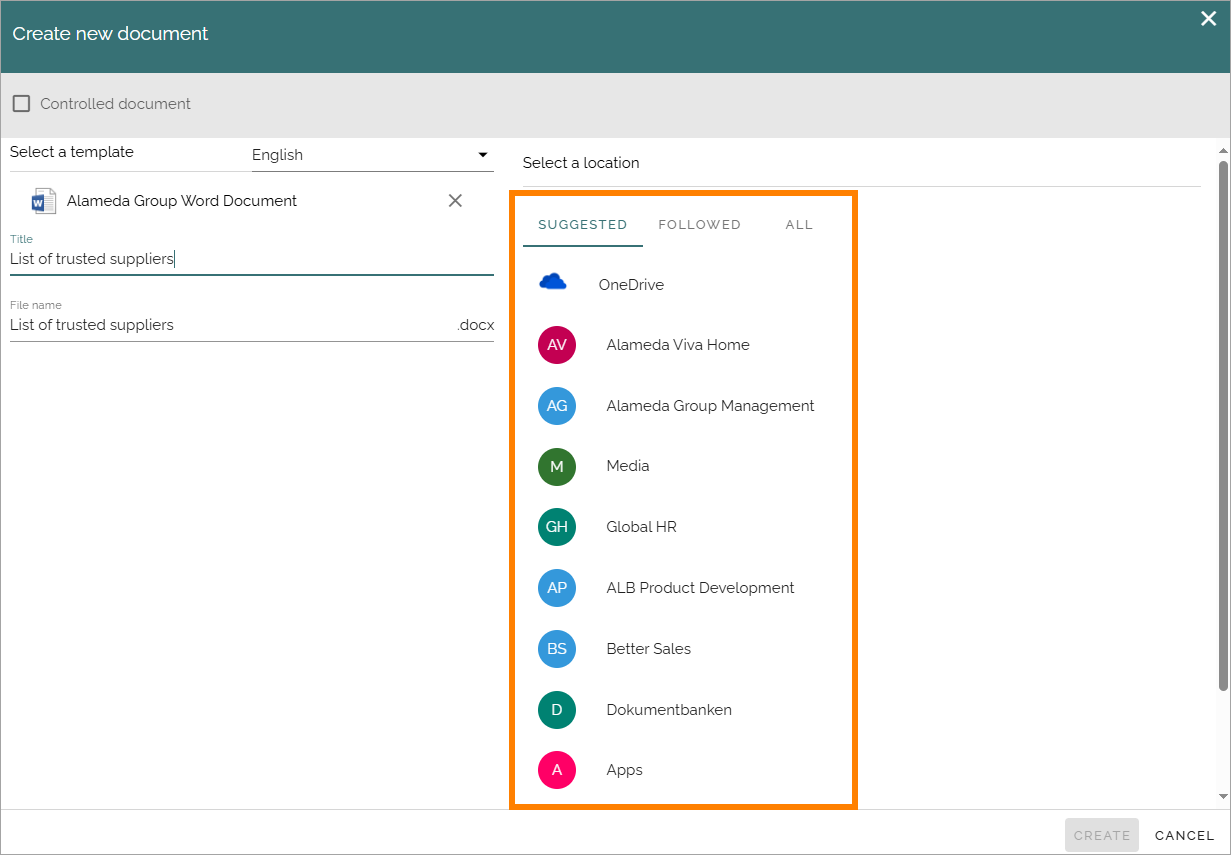 Create new document
Controlled document
Select a template
English
Alameda Group Word Document
Title
List of trusted suppliers
File name
List of trusted suppliers .docx
Select a location
SUGGESTED FOLLOWED ALL
OneDrive
AV Alameda Viva Home
AG Alameda Group Management
M Media
GH Global HR
AP ALB Product Development
BS Better Sales
D Dokumentbanken
A Apps
CREATE CANCEL